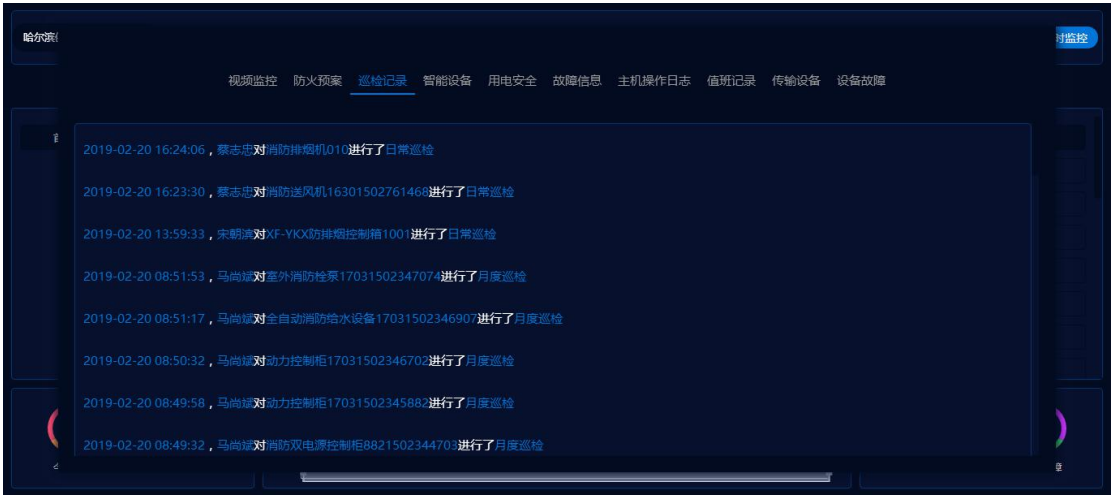 哈尔滨
时监控
视频监控 防火预案 巡检记录 智能设备 用电安全 故障信息 主机操作日志 值班记录 传输设备 设备故障
2019-02-20 16:24:06，蔡志忠对消防排烟机010进行了日常巡检
2019-02-20 16:23:30，蔡志忠对消防送风机16301502761468进行了日常巡检
2019-02-20 13:59:33，宋朝滨对XF-YKX防排烟控制箱1001进行了日常巡检
2019-02-20 08:51:53，马尚斌对室外消防栓泵17031502347074进行了月度巡检
2019-02-20 08:51:17，马尚斌对全自动消防给水设备17031502346907进行了月度巡检
2019-02-20 08:50:32，马尚斌对动力控制柜17031502346702进行了月度巡检
2019-02-20 08:49:58，马尚斌对动力控制柜17031502345882进行了月度巡检
2019-02-20 08:49:32，马尚斌对消防双电源控制柜8821502344703进行了月度巡检